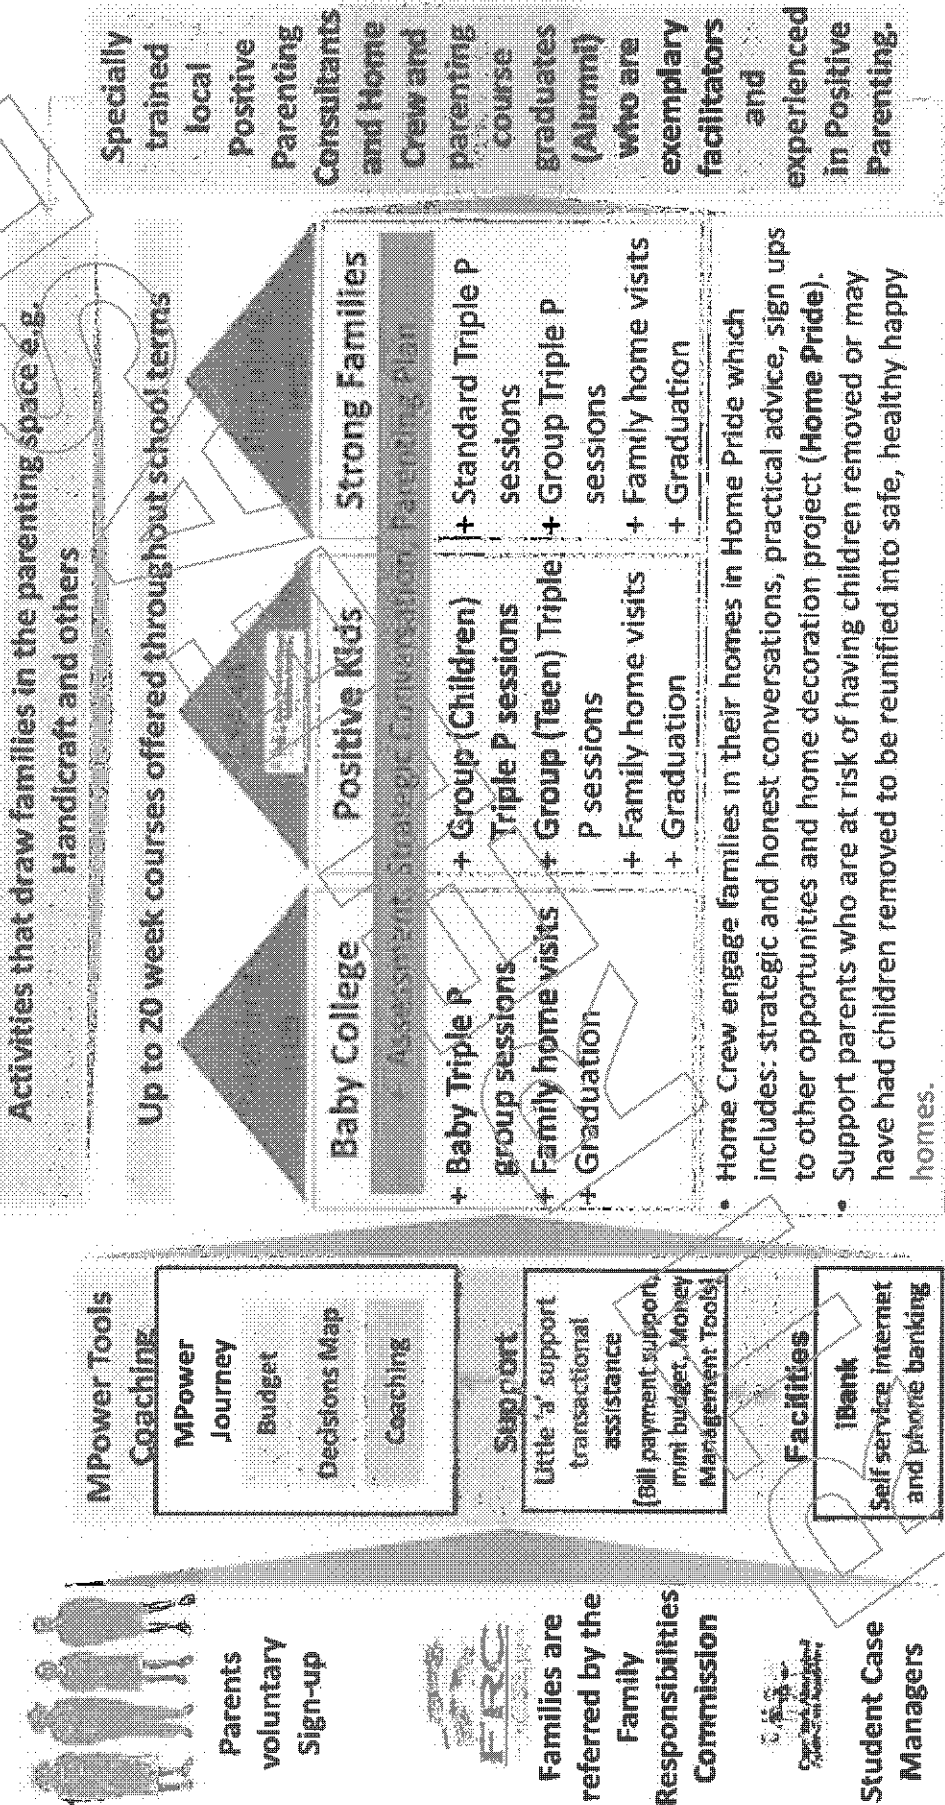 Activities that draw families in the parenting space e.g.
Handicraft and others
Up to 20 week courses offered throughout school terms
Parents
voluntary
Sign-up
FRC
Families are
referred by the
Family
Responsibilities
Commission
Student Case
Managers
MPower Tools
Coaching
MPower
Journey
Budget
Decisions Map
Coaching
Support
Little 'a' support
transactional
assistance
(Bill payment support,
mini budget, Money
Management Tools)
Facilities
iBank
Self service internet
and phone banking
Baby College
+ Baby Triple P
group sessions
+ Family home visits
+ Graduation
Positive Kids
+ Group (Children)
Triple P sessions
+ Group (Teen) Triple
P sessions
+ Family home visits
+ Graduation
Strong Families
+ Standard Triple P
sessions
+ Group Triple P
sessions
+ Family home visits
+ Graduation
Assessment Strategic Conversation Parenting Plan
• Home Crew engage families in their homes in Home Pride which
includes: strategic and honest conversations, practical advice, sign ups
to other opportunities and home decoration project (Home Pride).
• Support parents who are at risk of having children removed or may
have had children removed to be reunified into safe, healthy happy
homes.
Specially
trained
local
Positive
Parenting
Consultants
and Home
Crew and
parenting
course
graduates
(Alumni)
who are
exemplary
facilitators
and
experienced
in Positive
Parenting.